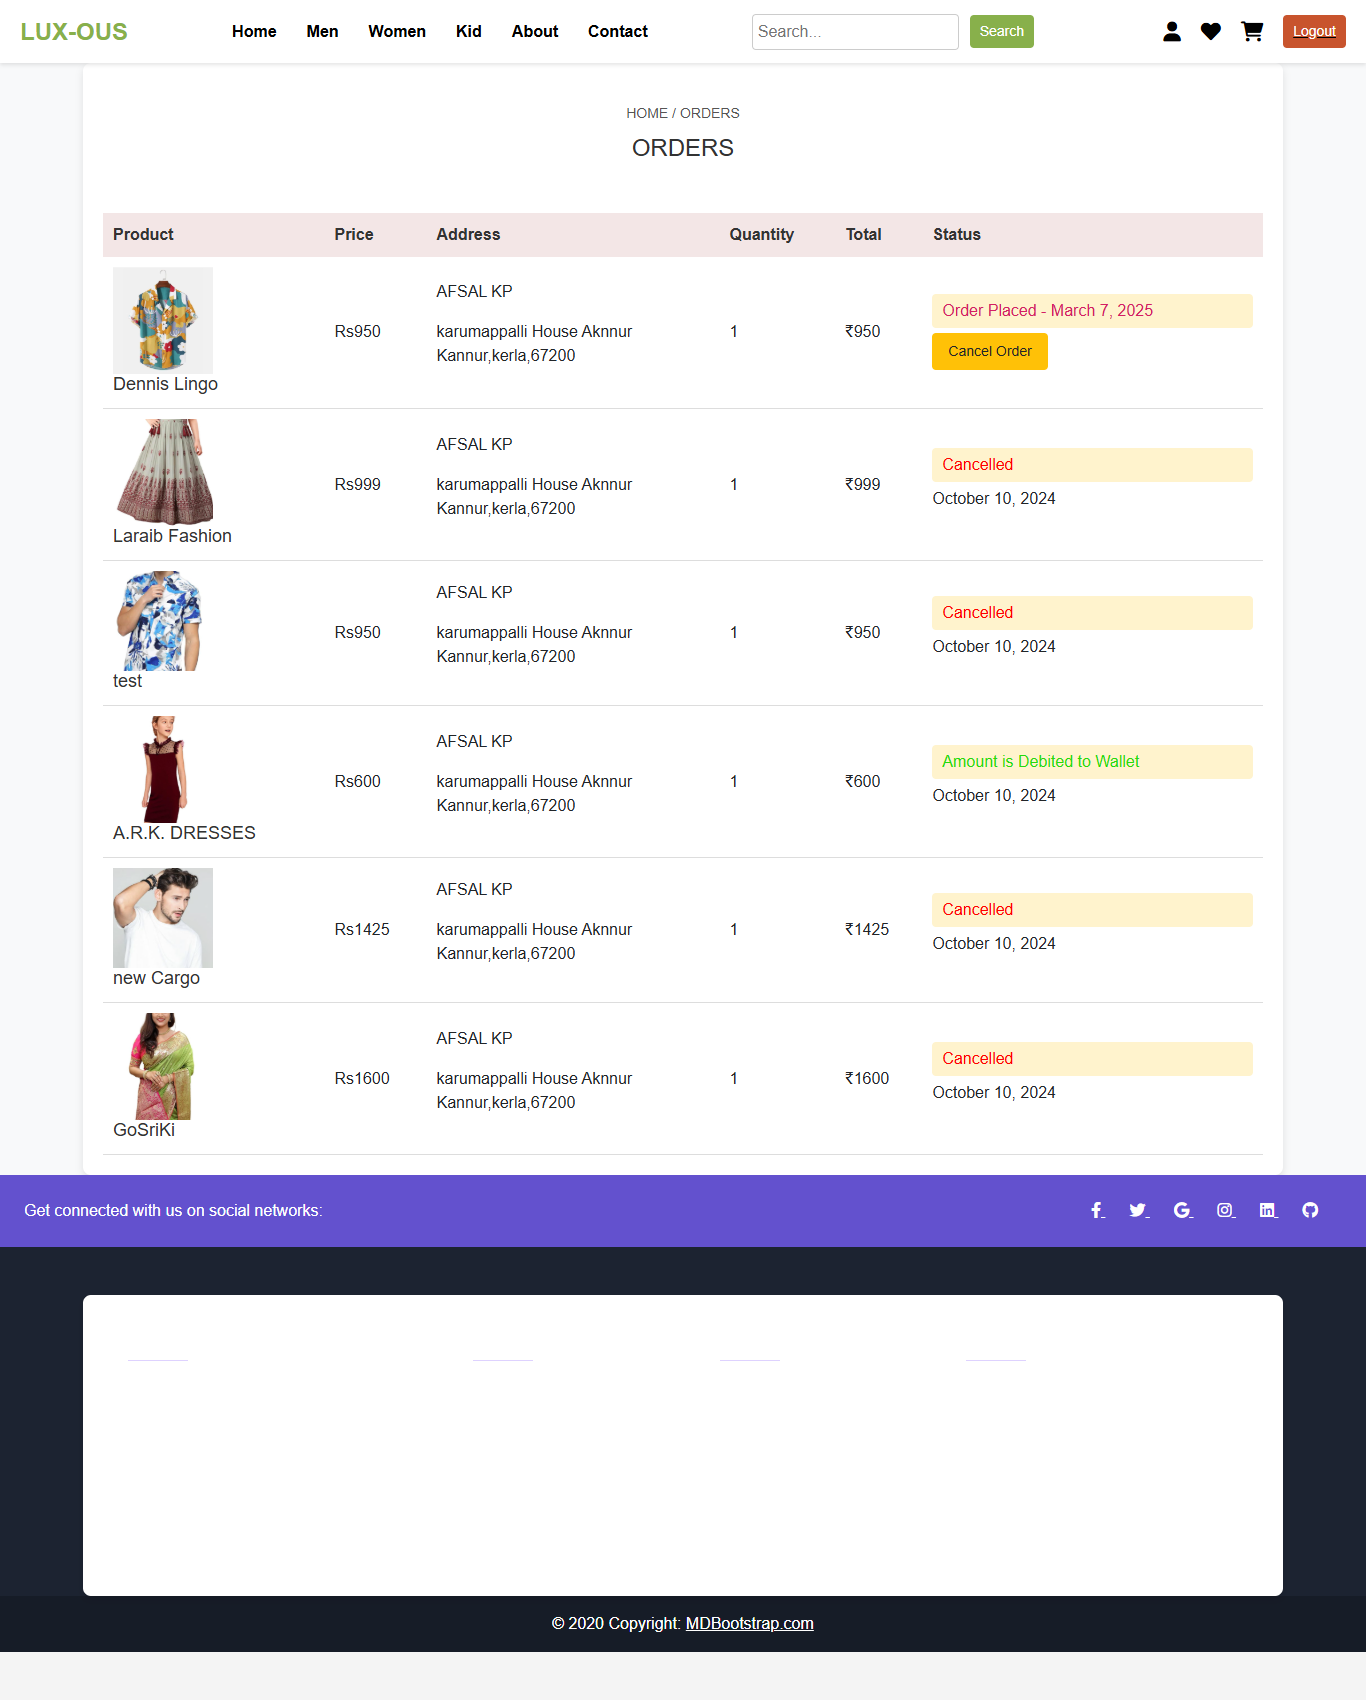 LUX-OUS
Home Men Women Kid About Contact
Search...
Search
Logout
HOME / ORDERS
ORDERS
Product Price Address Quantity Total Status
Dennis Lingo
Rs950
AFSAL KP
karumappalli House Aknnur
Kannur,kerla,67200
1
₹950
Order Placed - March 7, 2025
Cancel Order
Laraib Fashion
Rs999
AFSAL KP
karumappalli House Aknnur
Kannur,kerla,67200
1
₹999
Cancelled
October 10, 2024
test
Rs950
AFSAL KP
karumappalli House Aknnur
Kannur,kerla,67200
1
₹950
Cancelled
October 10, 2024
A.R.K. DRESSES
Rs600
AFSAL KP
karumappalli House Aknnur
Kannur,kerla,67200
1
₹600
Amount is Debited to Wallet
October 10, 2024
new Cargo
Rs1425
AFSAL KP
karumappalli House Aknnur
Kannur,kerla,67200
1
₹1425
Cancelled
October 10, 2024
GoSriKi
Rs1600
AFSAL KP
karumappalli House Aknnur
Kannur,kerla,67200
1
₹1600
Cancelled
October 10, 2024
Get connected with us on social networks:
© 2020 Copyright: MDBootstrap.com